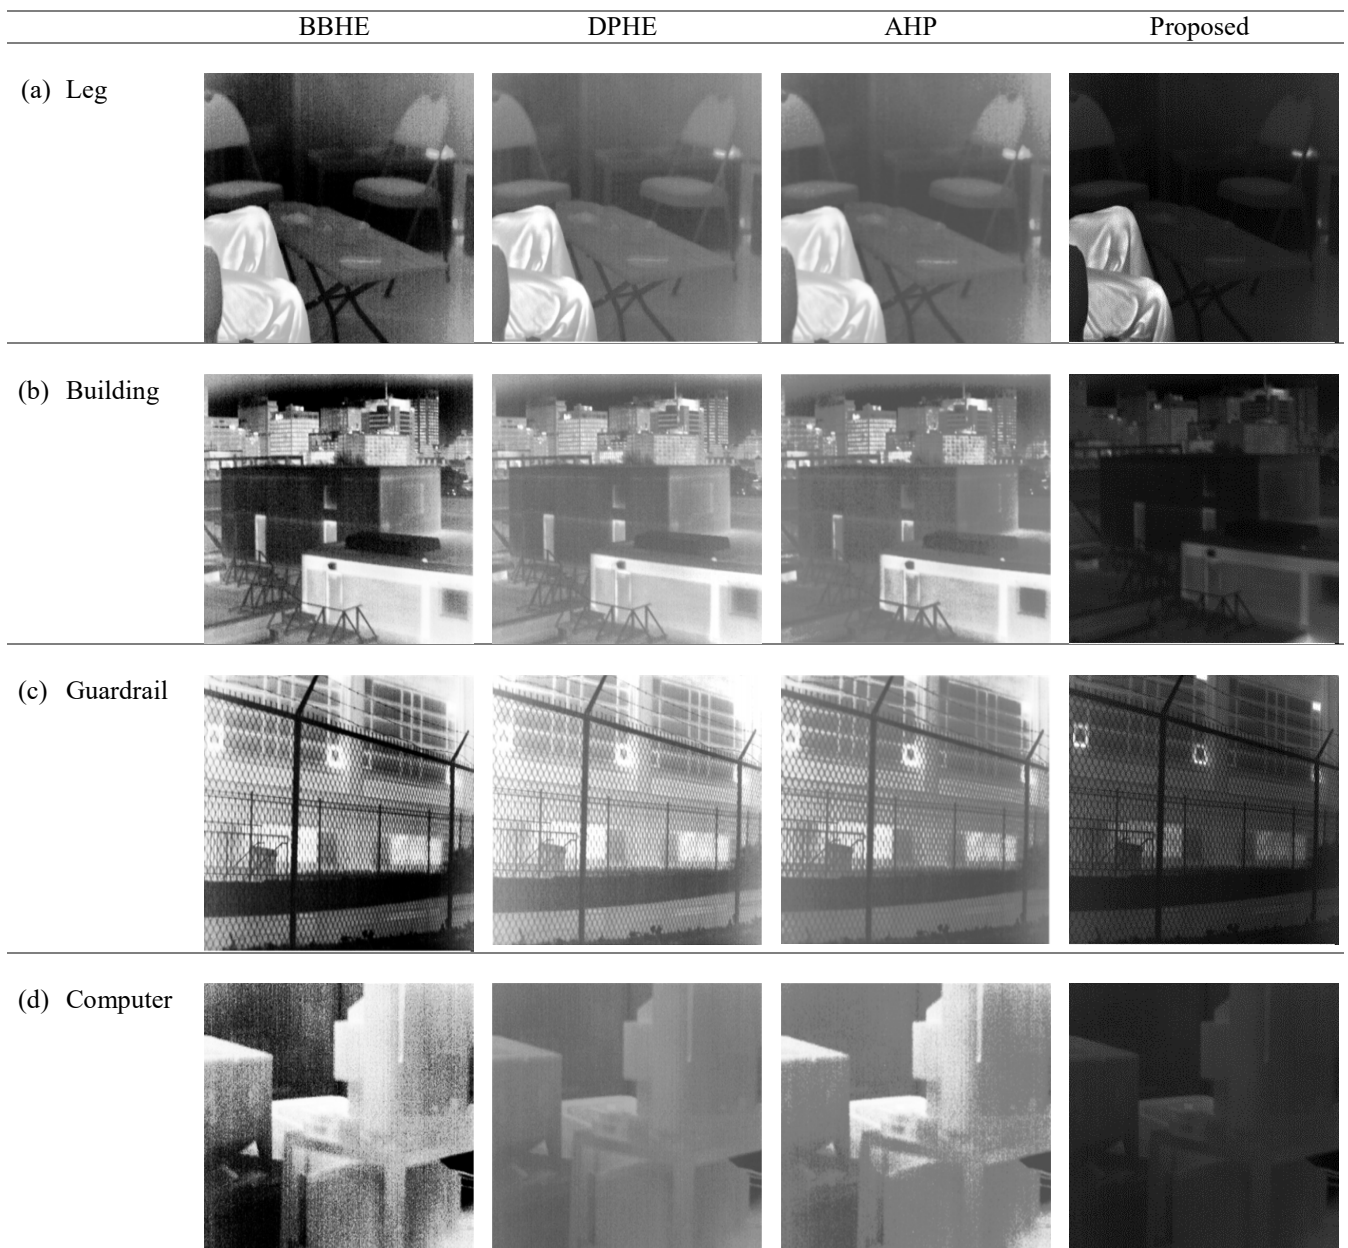 BBHE DPHE AHP Proposed
(a) Leg
(b) Building
(c) Guardrail
(d) Computer